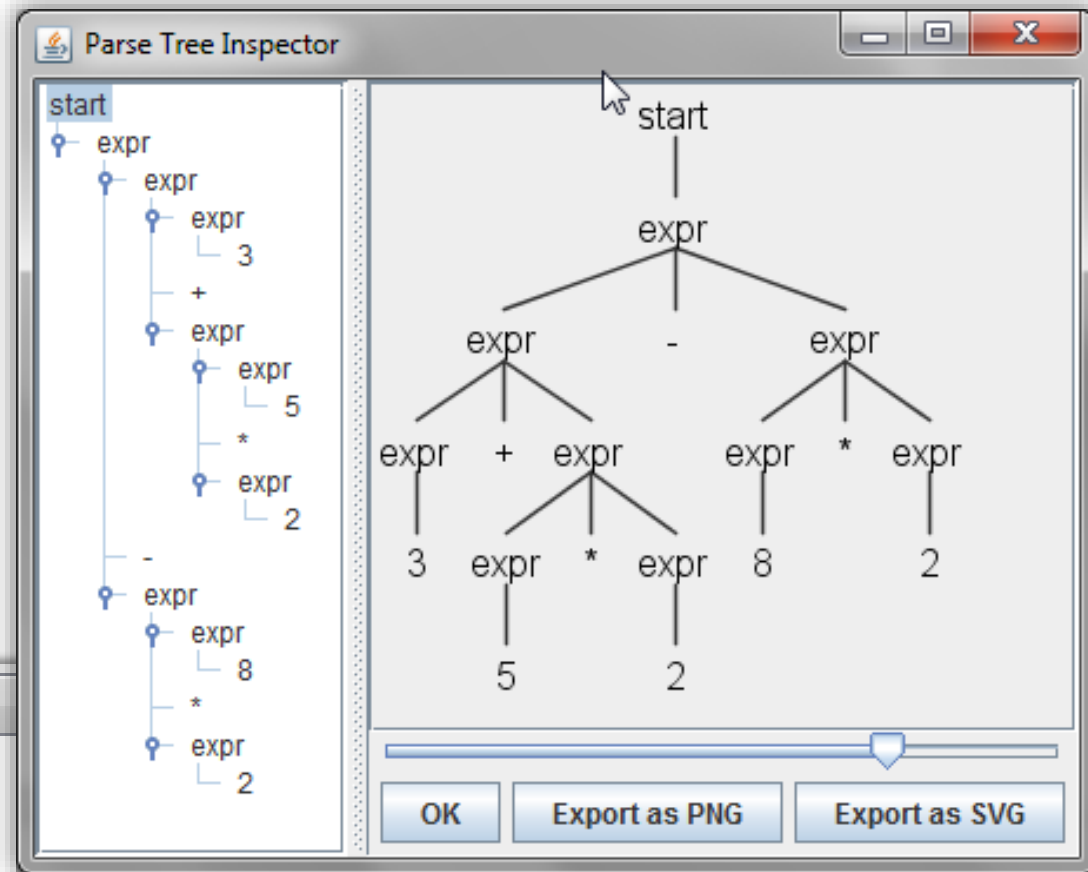 Parse Tree Inspector
start
expr
expr
expr
3
+
expr
expr
5
*
expr
2
-
expr
expr
8
*
expr
2
start
expr
expr - expr
expr + expr expr * expr
3 expr * expr 8 2
5 2
OK Export as PNG Export as SVG